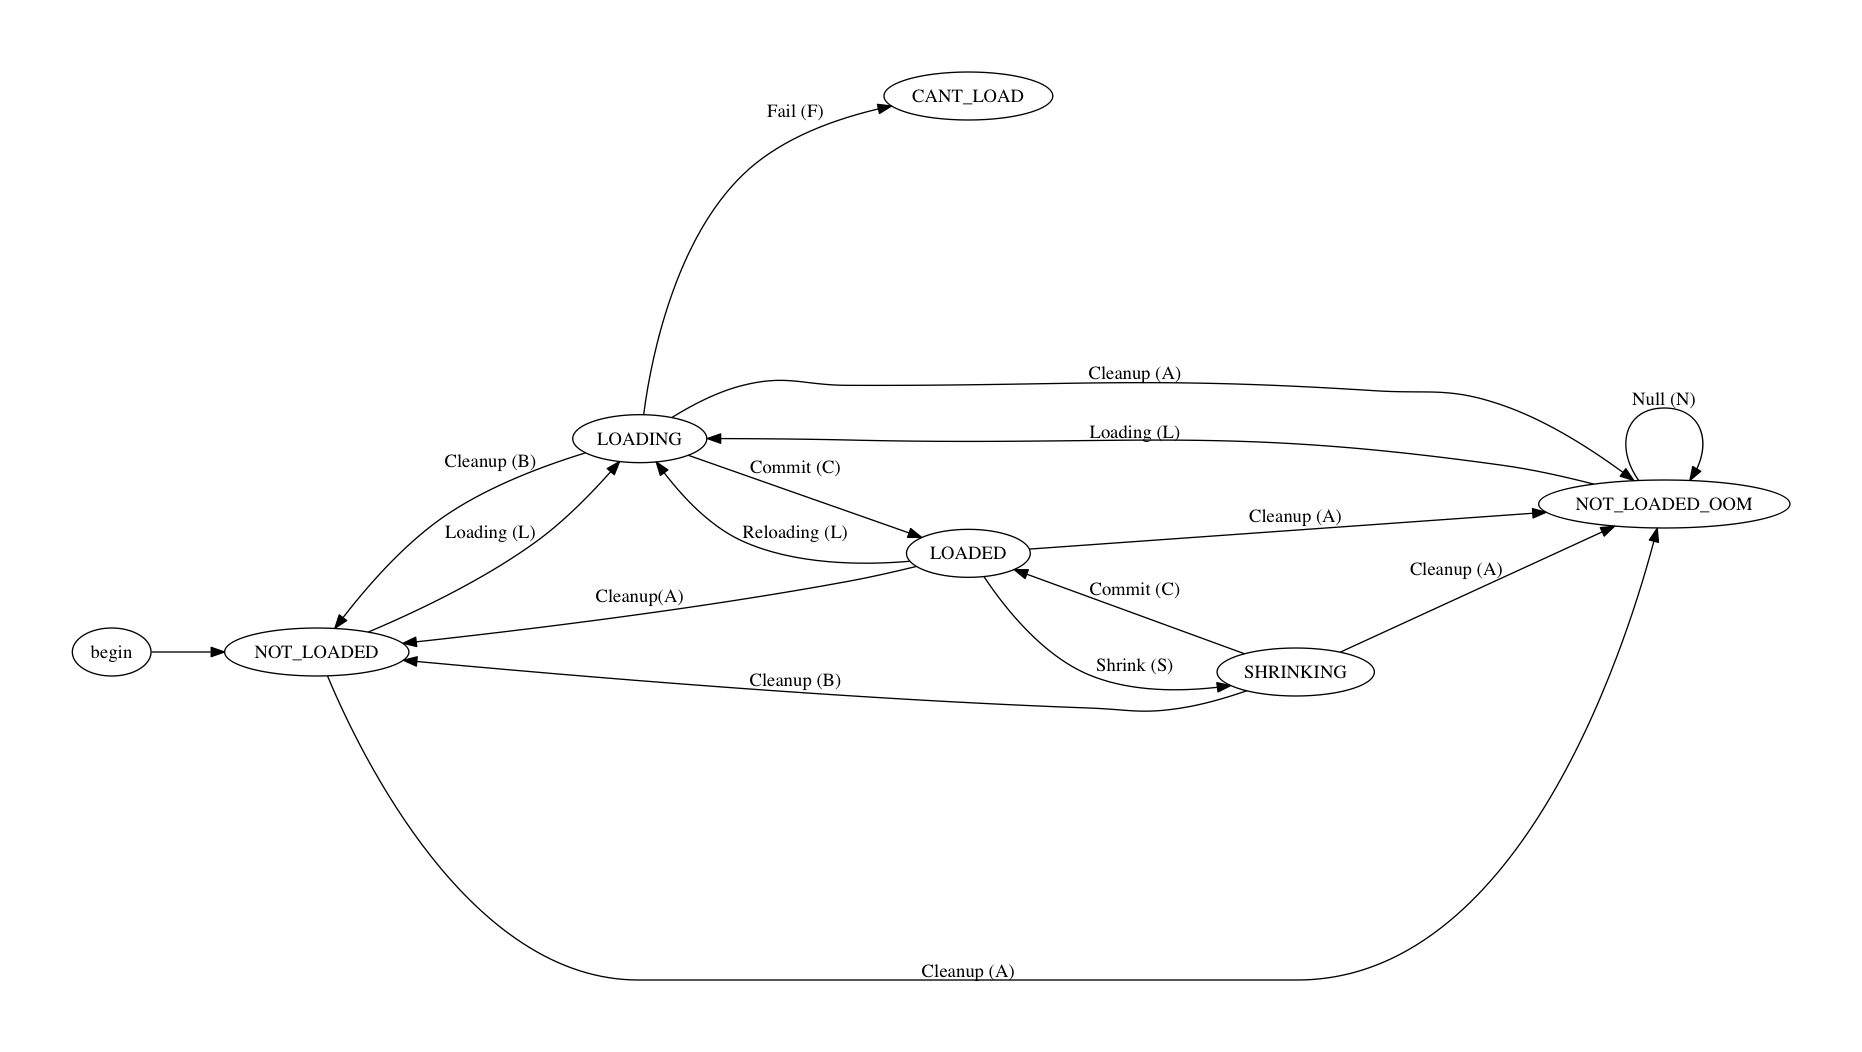 CANT_LOAD
Fail (F)
Cleanup (A)
Null (N)
Loading (L)
LOADING
Cleanup (B)
Commit (C)
NOT_LOADED_OOM
Cleanup (A)
Loading (L)
Reloading (L)
LOADED
Cleanup (A)
Commit (C)
Cleanup(A)
begin
NOT_LOADED
Shrink (S)
SHRINKING
Cleanup (B)
Cleanup (A)